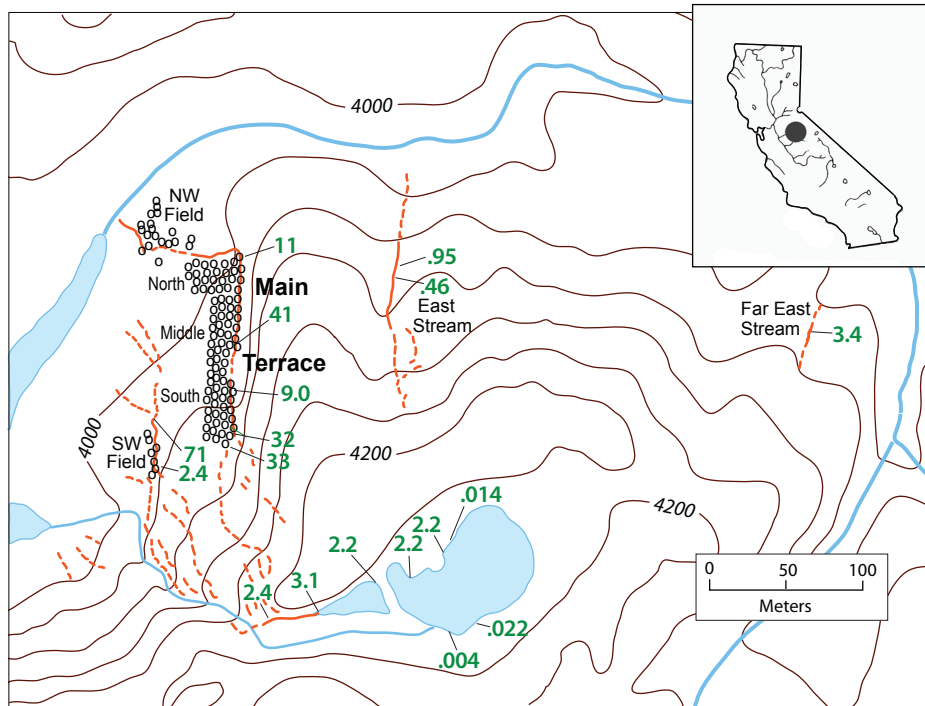 4000
NW
Field
11
.95
North
Main
.46
East
Stream
Far East
Stream
3.4
41
Middle
Terrace
South
9.0
4000
32
SW
Field
71
33
2.4
4200
.014
4200
2.2
2.2
2.2
3.1
2.4
.022
.004
0
50
100
Meters